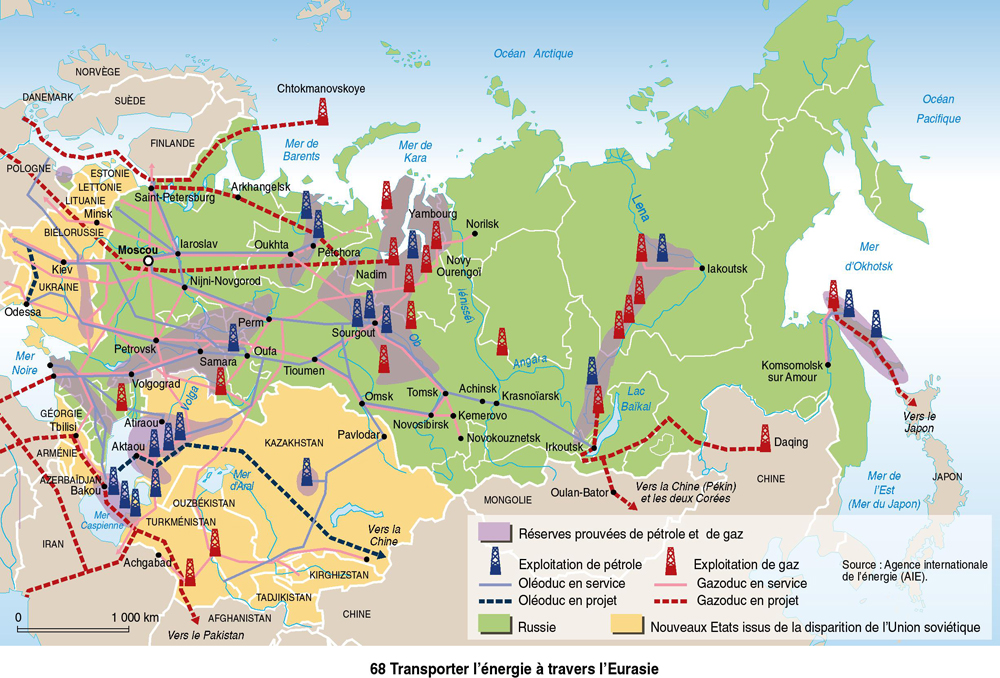 Océan Arctique
Océan
Pacifique
NORVÈGE
DANEMARK
SUÈDE
Chtokmanovskoye
FINLANDE
Mer de
Barents
Mer de
Kara
POLOGNE
ESTONIE
LETTONIE
LITUANIE
Saint-Pétersburg
Arkhangelsk
Minsk
BIÉLORUSSIE
Yambourg
Norilsk
Lena
Moscou
Iaroslav
Oukhta
Petchora
Nadim
Novy
Ourengoï
Iakoutsk
Mer
d'Okhotsk
Kiev
UKRAINE
Nijni-Novgorod
Iénisseï
Odessa
Perm
Sourgout
Ob
Petrovsk
Samara
Oufa
Tioumen
Angara
Mer
Noire
Volgograd
Volga
Omsk
Tomsk
Achinsk
Krasnoïarsk
Lac
Baïkal
Komsomolsk
sur Amour
Kemerovo
GÉORGIE
Tbilisi
Atiraou
Novosibirsk
Novokouznetsk
Irkoutsk
Daqing
Vers le
Japon
ARMÉNIE
Aktaou
KAZAKHSTAN
Pavlodar
AZERBAÏDJAN
Bakou
Mer
d'Aral
Oulan-Bator
Vers la Chine (Pékin)
et les deux Corées
CHINE
Mer de
l'Est
(Mer du Japon)
JAPON
MONGOLIE
OUZBÉKISTAN
Mer
Caspienne
TURKMÉNISTAN
Vers la
Chine
IRAN
Achgabad
KIRGHIZSTAN
TADJIKISTAN
AFGHANISTAN
CHINE
Vers le Pakistan
0 1 000 km
Réserves prouvées de pétrole et de gaz
Exploitation de pétrole
Exploitation de gaz
Oléoduc en service
Gazoduc en service
Oléoduc en projet
Gazoduc en projet
Russie
Nouveaux Etats issus de la disparition de l'Union soviétique
Source : Agence internationale
de l'énergie (AIE).
68 Transporter l'énergie à travers l'Eurasie